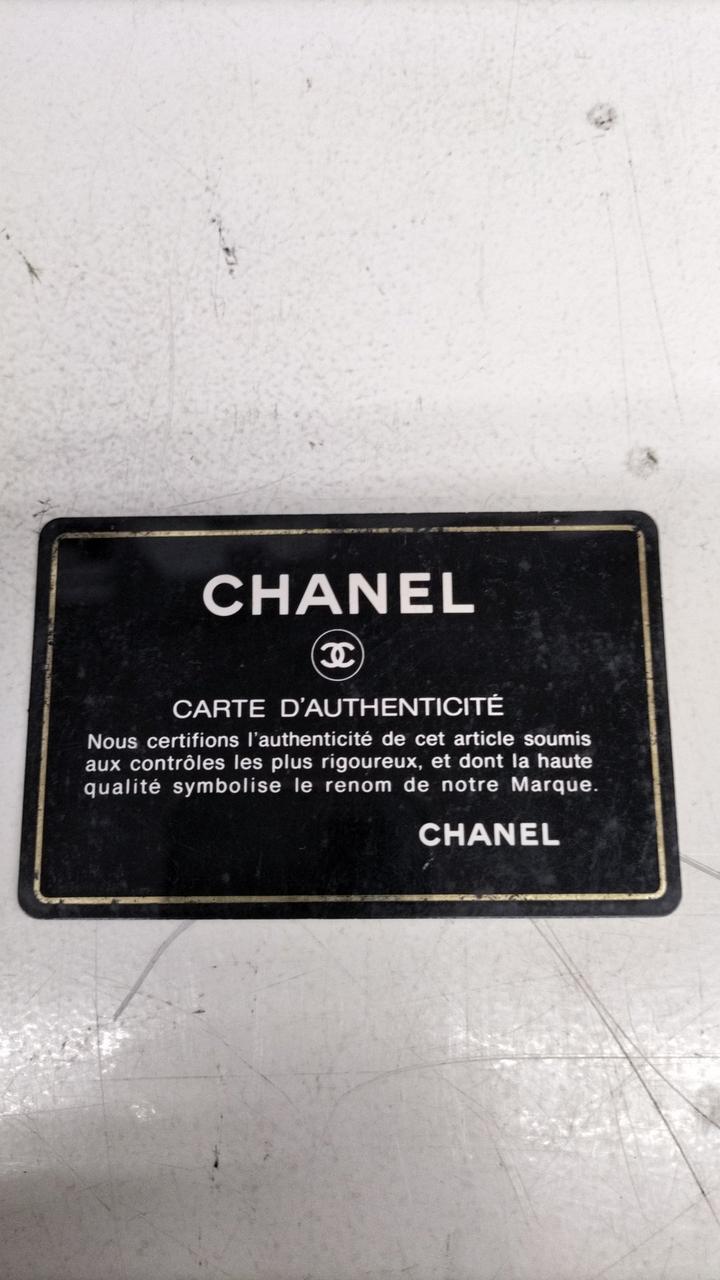 CHANEL
CARTE D'AUTHENTICITÉ
Nous certifions l'authenticité de cet article soumis
aux contrôles les plus rigoureux, et dont la haute
qualité symbolise le renom de notre Marque.
CHANEL